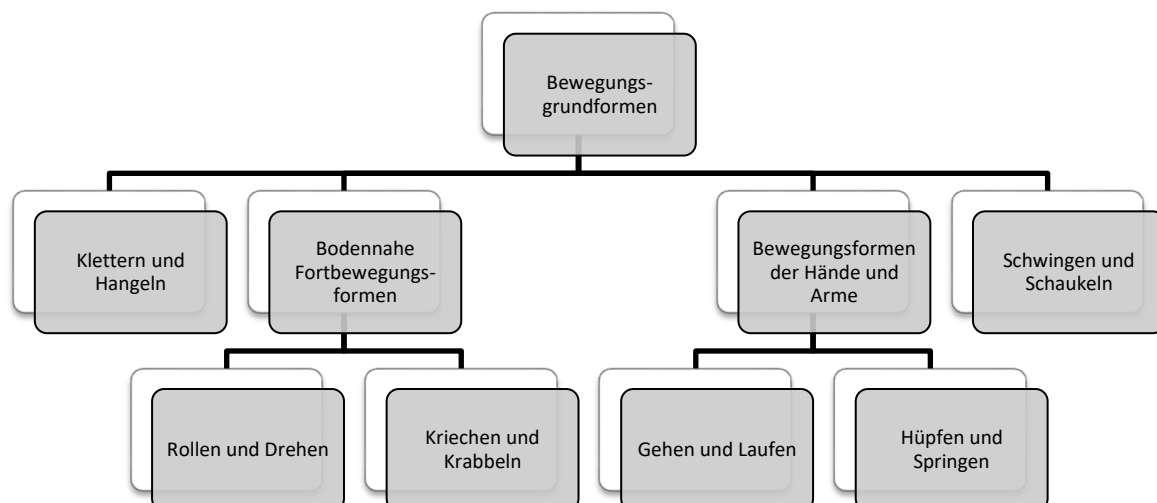 Bewegungs-
grundformen
Klettern und
Hangeln
Bodennahe
Fortbewegungs-
formen
Bewegungsformen
der Hände und
Arme
Schwingen und
Schaukeln
Rollen und Drehen
Kriechen und
Krabbeln
Gehen und Laufen
Hüpfen und
Springen